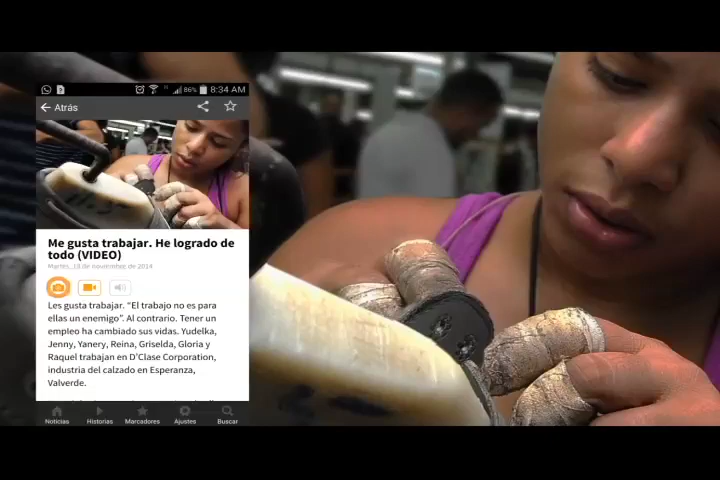 86% 8:34 AM
Atrás
Me gusta trabajar. He logrado de
todo (VIDEO)
Martes, 18 de noviembre de 2014
Les gusta trabajar. “El trabajo no es para
ellas un enemigo”. Al contrario. Tener un
empleo ha cambiado sus vidas. Yudelka,
Jenny, Yanery, Reina, Griselda, Gloria y
Raquel trabajan en D'Clase Corporation,
industria del calzado en Esperanza,
Valverde.
Noticias Historias Marcadores Ajustes Buscar